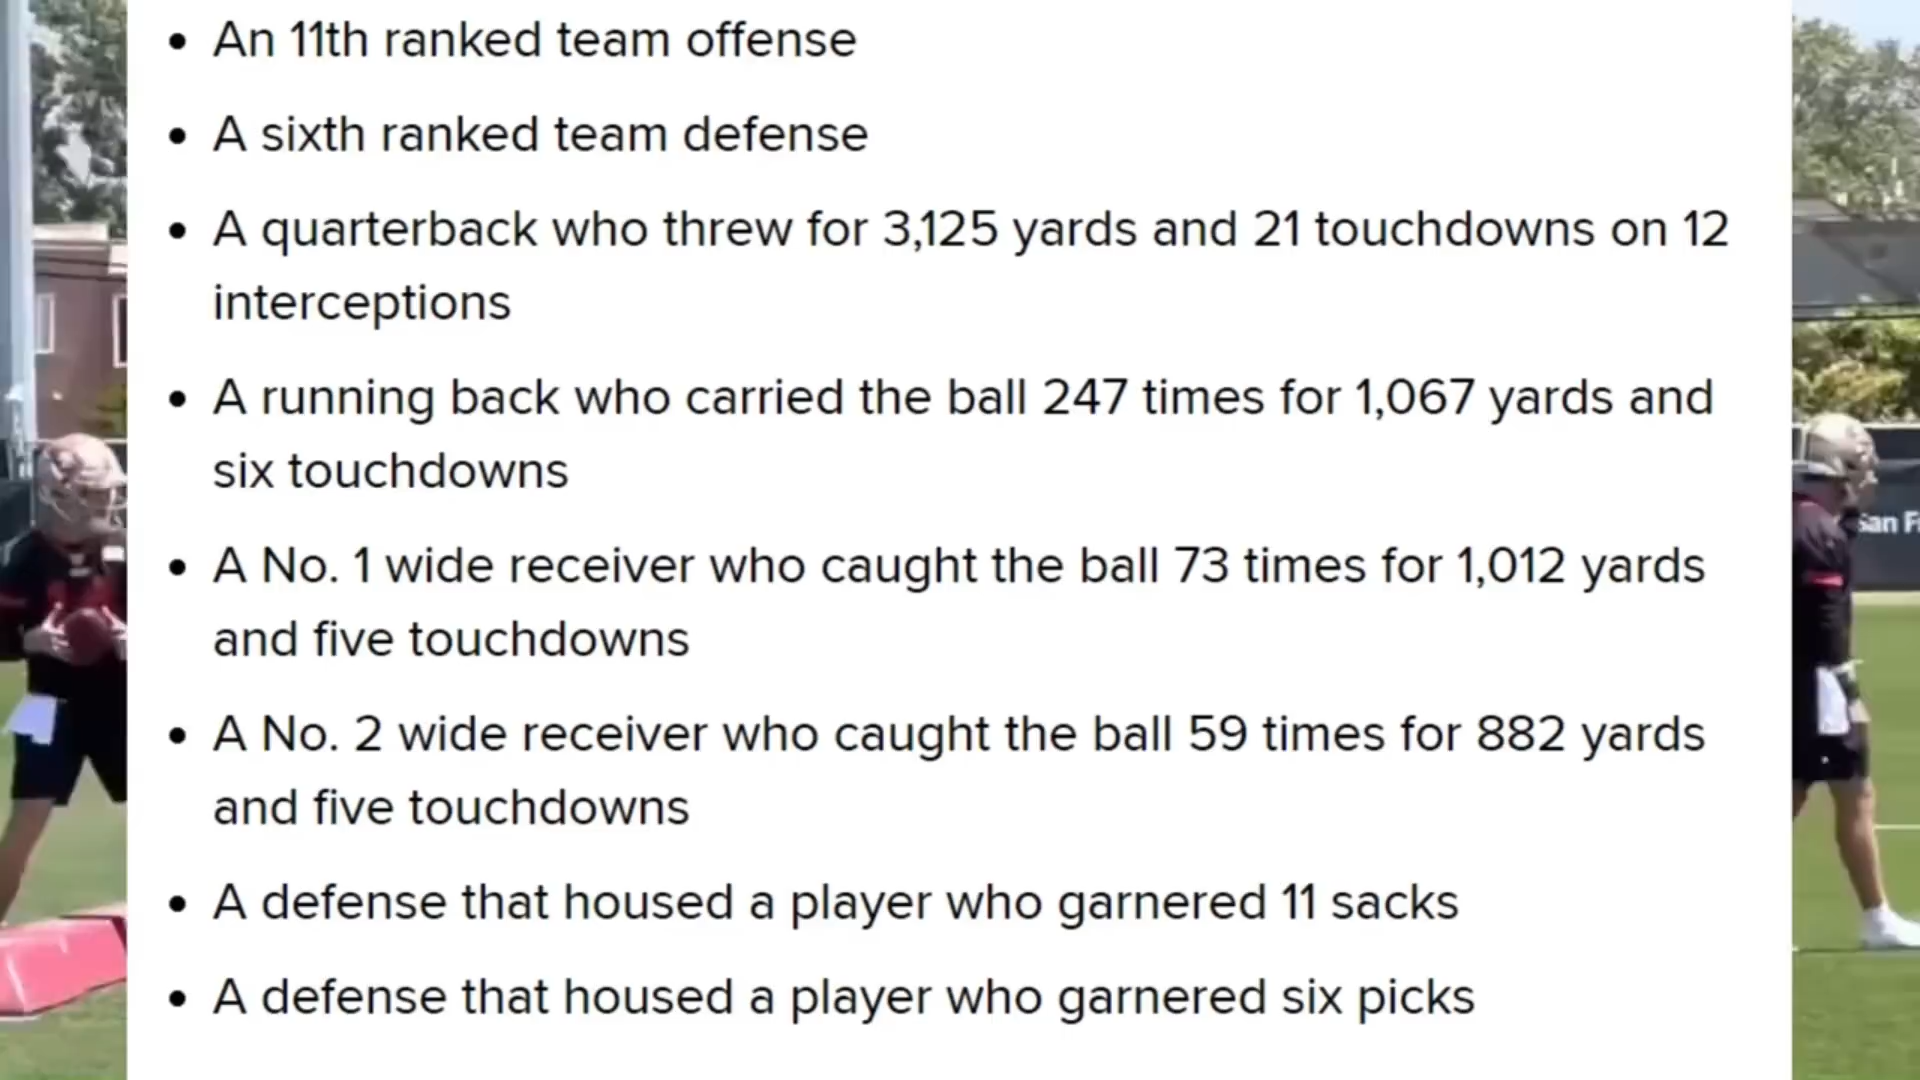 • An 11th ranked team offense
• A sixth ranked team defense
• A quarterback who threw for 3,125 yards and 21 touchdowns on 12
interceptions
• A running back who carried the ball 247 times for 1,067 yards and
six touchdowns
• A No. 1 wide receiver who caught the ball 73 times for 1,012 yards
and five touchdowns
• A No. 2 wide receiver who caught the ball 59 times for 882 yards
and five touchdowns
• A defense that housed a player who garnered 11 sacks
• A defense that housed a player who garnered six picks
San F